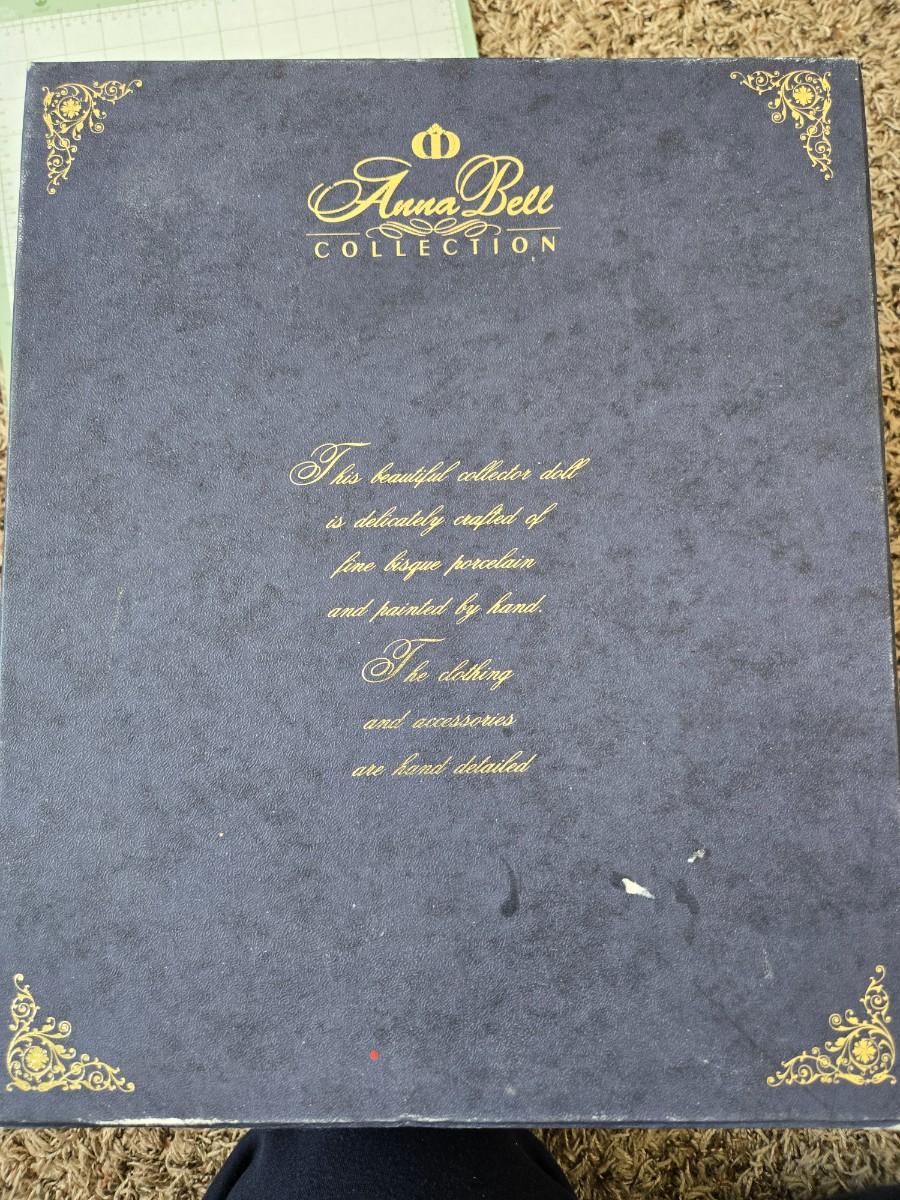 Anna Bell
COLLECTION
This beautiful collector doll
is delicately crafted of
fine bisque porcelain
and painted by hand.
The clothing
and accessories
are hand detailed